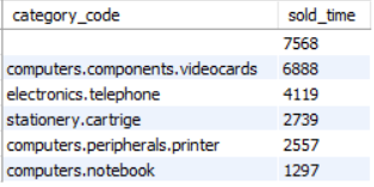 category_code sold_time
7568
computers.components.videocards 6888
electronics.telephone 4119
stationery.cartrige 2739
computers.peripherals.printer 2557
computers.notebook 1297